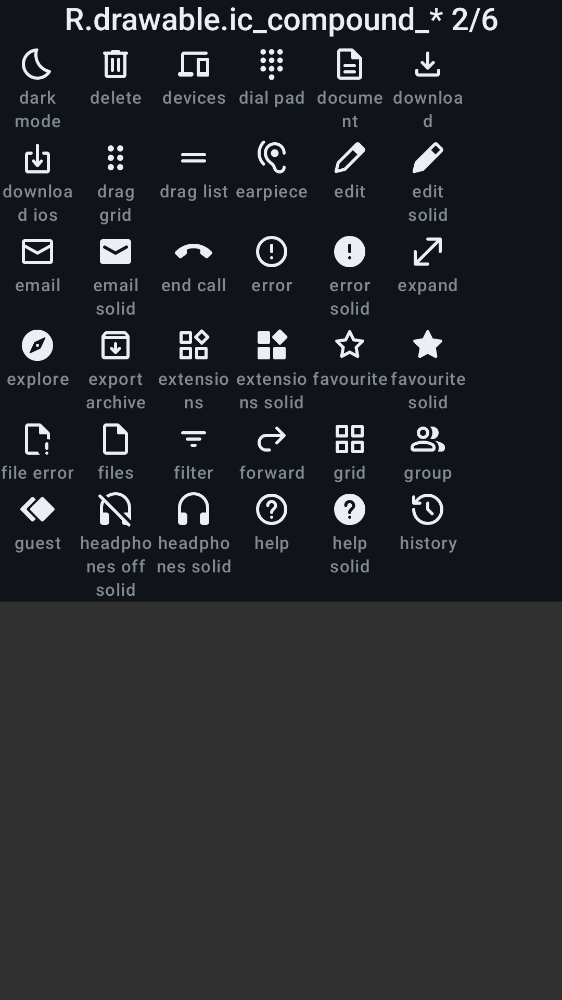 R.drawable.ic_compound_* 2/6
dark mode
delete
devices
dial pad
docume
nt
downloa
d
downloa
d ios
drag
grid
drag list
earpiece
edit
edit
solid
email
email
solid
end call
error
error
solid
expand
explore
export
archive
extensio
ns
extensio
ns solid
favourite
favourite
solid
file error
files
filter
forward
grid
group
guest
headpho
nes off
solid
headpho
nes solid
help
help
solid
history